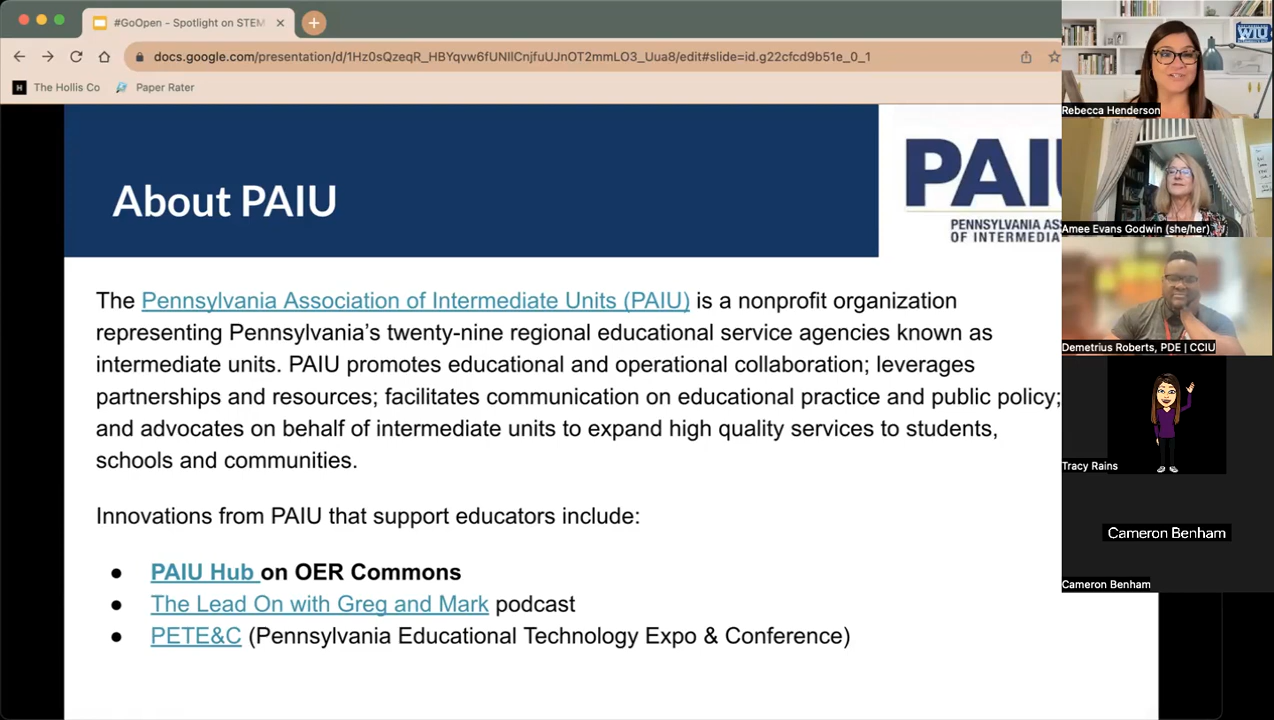 #GoOpen - Spotlight on STEM
docs.google.com/presentation/d/1Hz0sQzeqR_HBYqvw6fUNllCnjfuUJnOT2mmLO3_Uua8/edit#slide=id.g22cfcd9b51e_0_1
H The Hollis Co
Paper Rater
About PAIU
PAIU
PENNSYLVANIA ASS
OF INTERMEDIA
The Pennsylvania Association of Intermediate Units (PAIU) is a nonprofit organization
representing Pennsylvania’s twenty-nine regional educational service agencies known as
intermediate units. PAIU promotes educational and operational collaboration; leverages
partnerships and resources; facilitates communication on educational practice and public policy;
and advocates on behalf of intermediate units to expand high quality services to students,
schools and communities.
Innovations from PAIU that support educators include:
● PAIU Hub on OER Commons
● The Lead On with Greg and Mark podcast
● PETE&C (Pennsylvania Educational Technology Expo & Conference)
WIU
Rebecca Henderson
Amee Evans Godwin (she/her)
Demetrius Roberts, PDE | CCIU
Tracy Rains
Cameron Benham
Cameron Benham